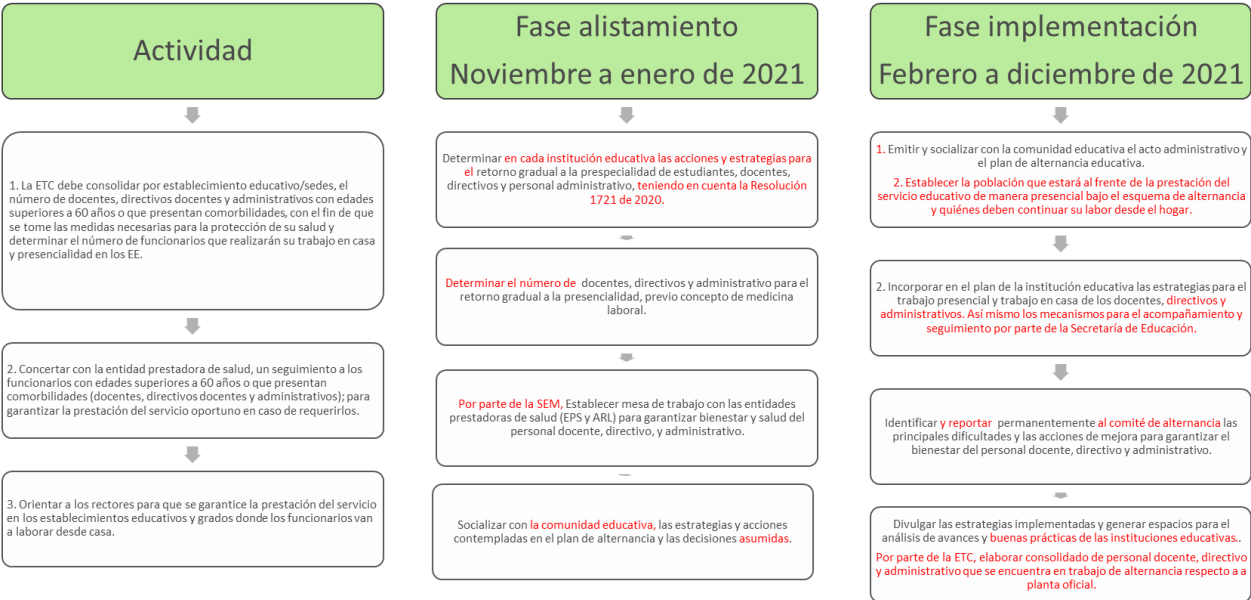 Actividad
1. La ETC debe consolidar por establecimiento educativo/sedes, el
número de docentes, directivos docentes y administrativos con edades
superiores a 60 años o que presentan comorbilidades, con el fin de que
se tome las medidas necesarias para la protección de su salud y
determinar el número de funcionarios que realizarán su trabajo en casa
y presencialidad en los EE.
2. Concertar con la entidad prestadora de salud, un seguimiento a los
funcionarios con edades superiores a 60 años o que presentan
comorbilidades (docentes, directivos docentes y administrativos); para
garantizar la prestación del servicio oportuno en caso de requerirlos.
3. Orientar a los rectores para que se garantice la prestación del servicio
en los establecimientos educativos y grados donde los funcionarios van
a laborar desde casa.
Fase alistamiento
Noviembre a enero de 2021
Determinar en cada institución educativa las acciones y estrategias para
el retorno gradual a la prespecialidad de estudiantes, docentes,
directivos y personal administrativo, teniendo en cuenta la Resolución
1721 de 2020.
Determinar el número de docentes, directivos y administrativo para el
retorno gradual a la presencialidad, previo concepto de medicina
laboral.
Por parte de la SEM, Establecer mesa de trabajo con las entidades
prestadoras de salud (EPS y ARL) para garantizar bienestar y salud del
personal docente, directivo, y administrativo.
Socializar con la comunidad educativa, las estrategias y acciones
contempladas en el plan de alternancia y las decisiones asumidas.
Fase implementación
Febrero a diciembre de 2021
1. Emitir y socializar con la comunidad educativa el acto administrativo y
el plan de alternancia educativa.
2. Establecer la población que estará al frente de la prestación del
servicio educativo de manera presencial bajo el esquema de alternancia
y quiénes deben continuar su labor desde el hogar.
2. Incorporar en el plan de la institución educativa las estrategias para el
trabajo presencial y trabajo en casa de los docentes, directivos y
administrativos. Así mismo los mecanismos para el acompañamiento y
seguimiento por parte de la Secretaría de Educación.
Identificar y reportar permanentemente al comité de alternancia las
principales dificultades y las acciones de mejora para garantizar el
bienestar del personal docente, directivo y administrativo.
Divulgar las estrategias implementadas y generar espacios para el
análisis de avances y buenas prácticas de las instituciones educativas..
Por parte de la ETC, elaborar consolidado de personal docente, directivo
y administrativo que se encuentra en trabajo de alternancia respecto a a
planta oficial.